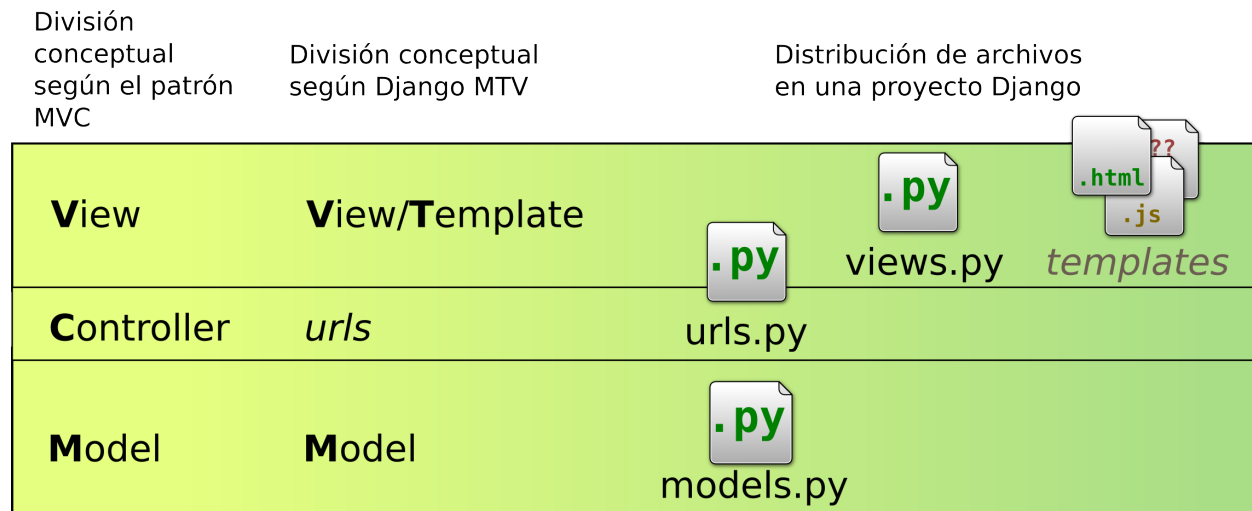 División
conceptual
según el patrón
MVC
División conceptual
según Django MTV
Distribución de archivos
en una proyecto Django
View
View/Template
.py
views.py
.html
??
.js
templates
.py
urls.py
Controller
urls
Model
Model
.py
models.py